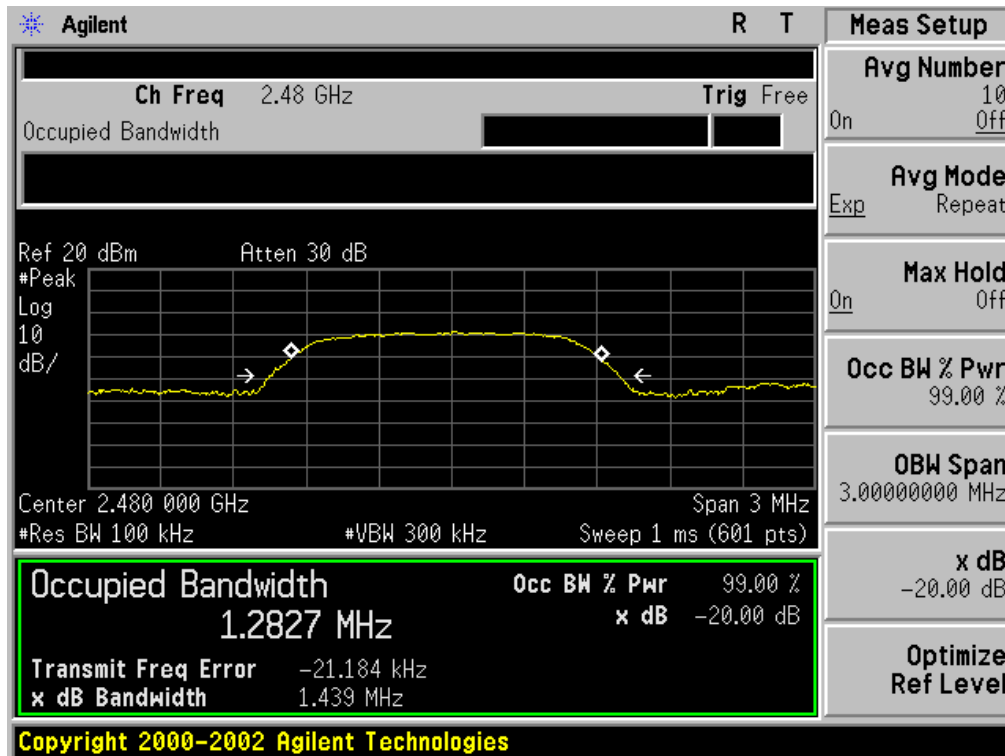 Agilent R T
Ch Freq 2.48 GHz Trig Free
Occupied Bandwidth
Ref 20 dBm Atten 30 dB
#Peak
Log
10
dB/
Center 2.480 000 GHz Span 3 MHz
#Res BW 100 kHz #VBW 300 kHz Sweep 1 ms (601 pts)
Occupied Bandwidth
1.2827 MHz
Occ BW % Pwr 99.00 %
x dB -20.00 dB
Transmit Freq Error -21.184 kHz
x dB Bandwidth 1.439 MHz
Copyright 2000-2002 Agilent Technologies
Meas Setup
Avg Number
10
On Off
Avg Mode
Exp Repeat
Max Hold
On Off
Occ BW % Pwr
99.00 %
OBW Span
3.00000000 MHz
x dB
-20.00 dB
Optimize
Ref Level